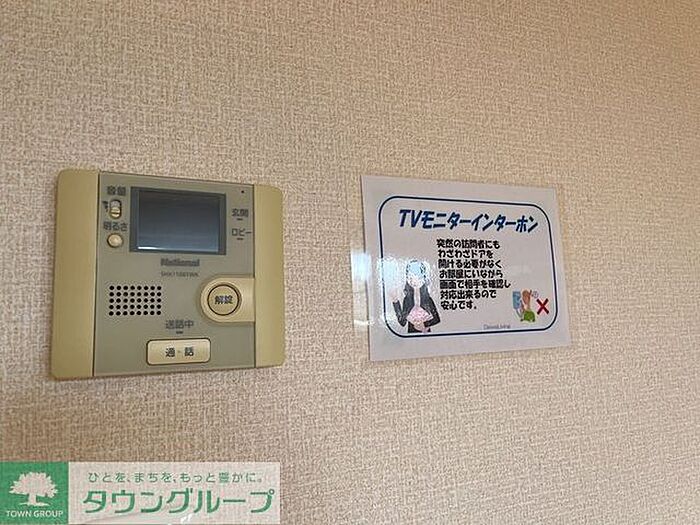 音量
明るさ
玄関
ロビー
National
解錠
送話中
通話
TVモニターインターホン
突然の訪問者にも
わざわざドアを
開ける必要がなく
お部屋にいながら
画面で相手を確認し
対応出来るので
安心です。
DaiwaLiving
TOWN GROUP
ひとを、まちを、もっと豊かに。
タウングループ